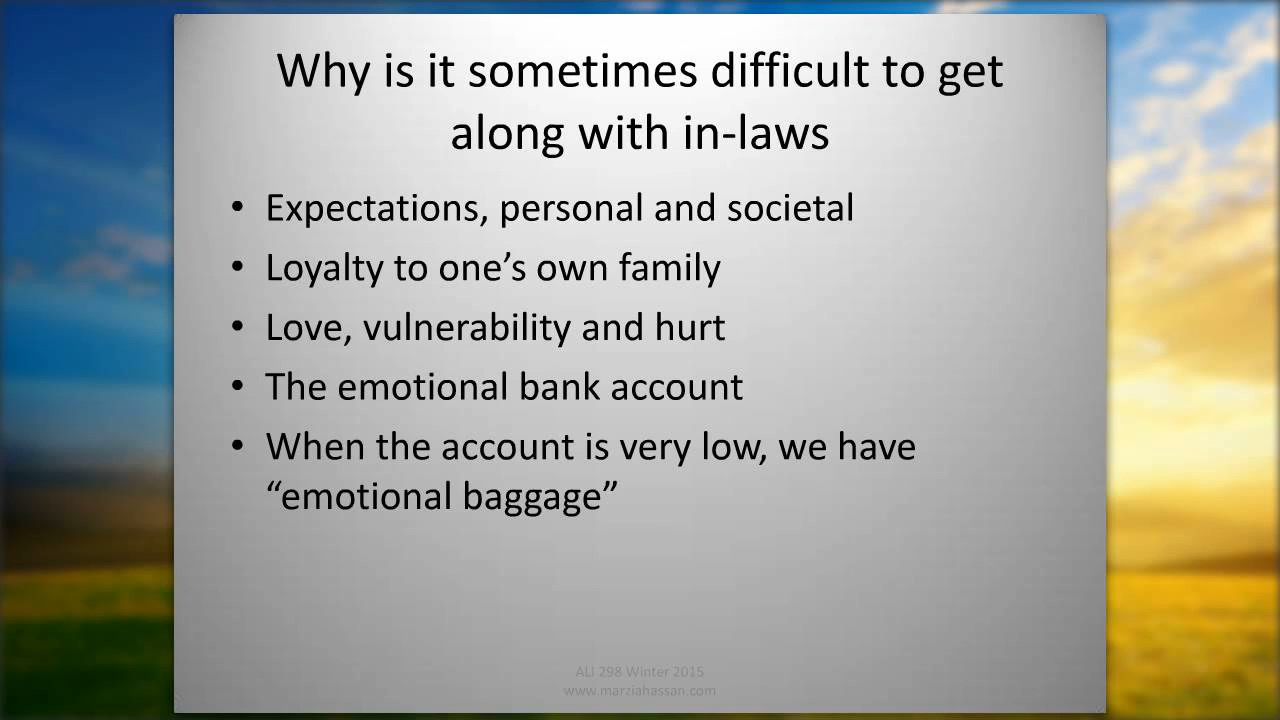 Why is it sometimes difficult to get
along with in-laws
• Expectations, personal and societal
• Loyalty to one’s own family
• Love, vulnerability and hurt
• The emotional bank account
• When the account is very low, we have
“emotional baggage”
ALI 298 Winter 2015
www.marziahassan.com